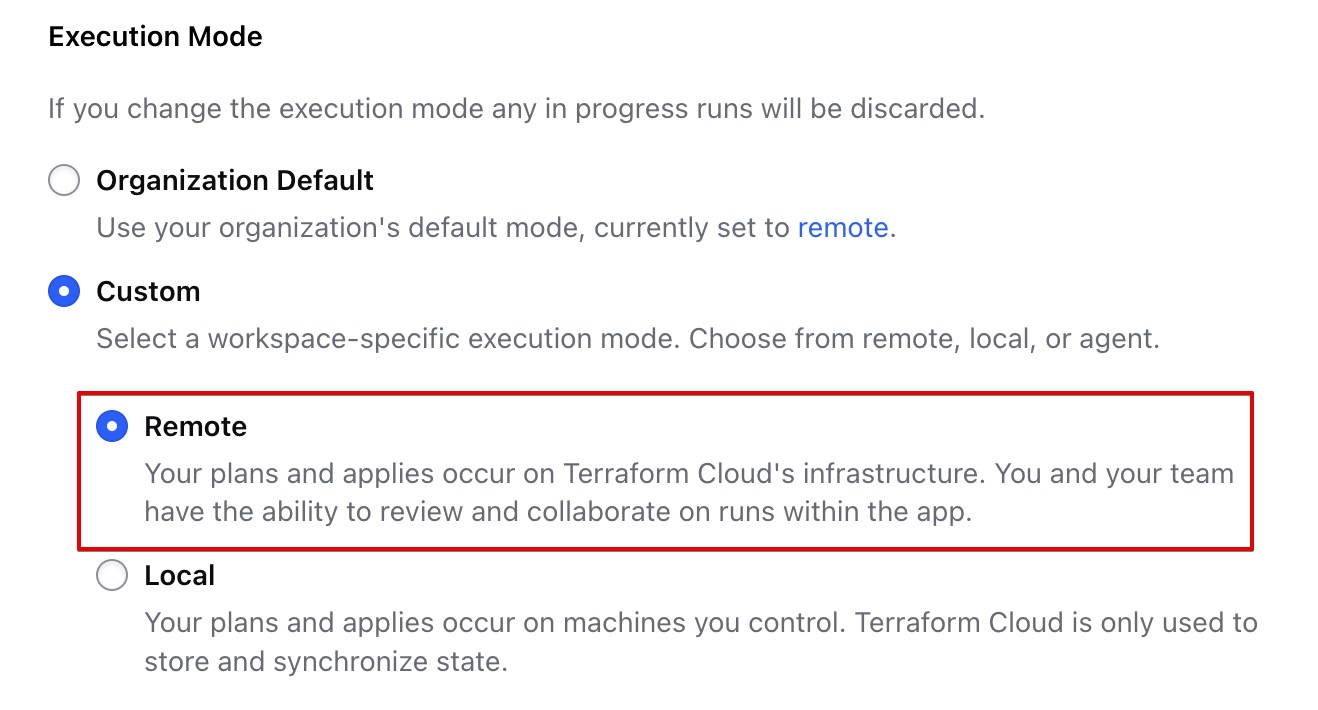 Execution Mode
If you change the execution mode any in progress runs will be discarded.
Organization Default
Use your organization's default mode, currently set to remote.
Custom
Select a workspace-specific execution mode. Choose from remote, local, or agent.
Remote
Your plans and applies occur on Terraform Cloud's infrastructure. You and your team
have the ability to review and collaborate on runs within the app.
Local
Your plans and applies occur on machines you control. Terraform Cloud is only used to
store and synchronize state.